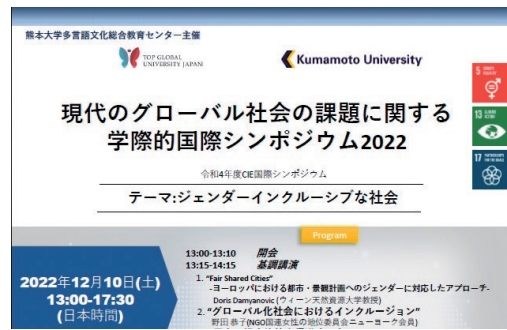 熊本大学多言語文化総合教育センター主催
TOP GLOBAL
UNIVERSITY JAPAN
Kumamoto University
現代のグローバル社会の課題に関する
学際的国際シンポジウム2022
令和4年度CIE国際シンポジウム
テーマ:ジェンダーインクルーシブな社会
5 GENDER
EQUALITY
13 CLIMATE
ACTION
17 PARTNERSHIPS
FOR THE GOALS
Program
2022年12月10日(土)
13:00-17:30
(日本時間)
13:00-13:10 開会
13:15-14:15 基調講演
1. "Fair Shared Cities"
-ヨーロッパにおける都市・景観計画へのジェンダーに対応したアプローチ-
Doris Damyanovic (ウィーン天然資源大学教授)
2. "グローバル化社会におけるインクルージョン"
野田 恭子(NGO国連女性の地位委員会ニューヨーク会員)